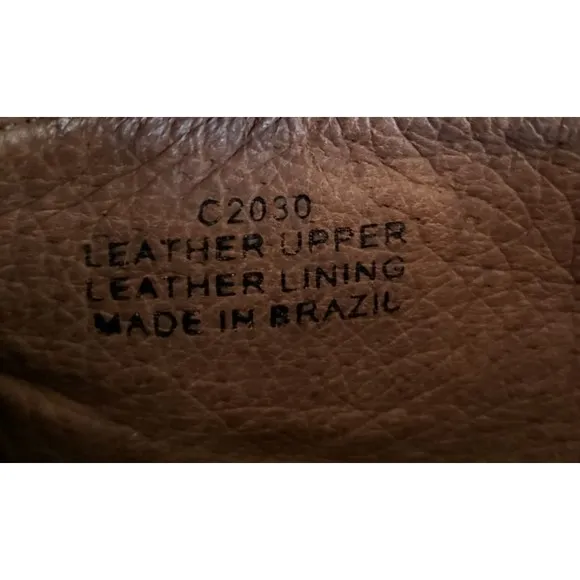 C2030
LEATHER UPPER
LEATHER LINING
MADE IN BRAZIL